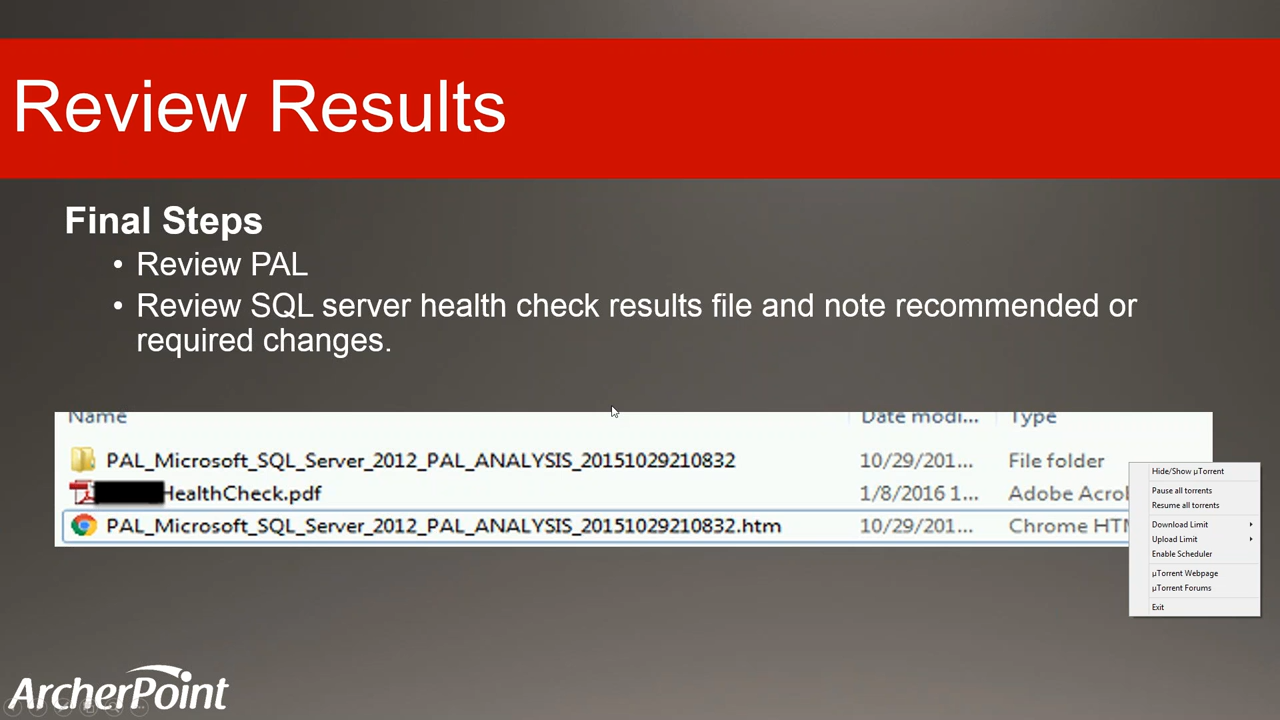 Review Results
Final Steps
• Review PAL
• Review SQL server health check results file and note recommended or
required changes.
Name Date modi... Type
PAL_Microsoft_SQL_Server_2012_PAL_ANALYSIS_20151029210832 10/29/201... File folder
HealthCheck.pdf 1/8/2016 1... Adobe Acro
PAL_Microsoft_SQL_Server_2012_PAL_ANALYSIS_20151029210832.htm 10/29/201... Chrome HT
Hide/Show µTorrent
Pause all torrents
Resume all torrents
Download Limit
Upload Limit
Enable Scheduler
µTorrent Webpage
µTorrent Forums
Exit
ArcherPoint